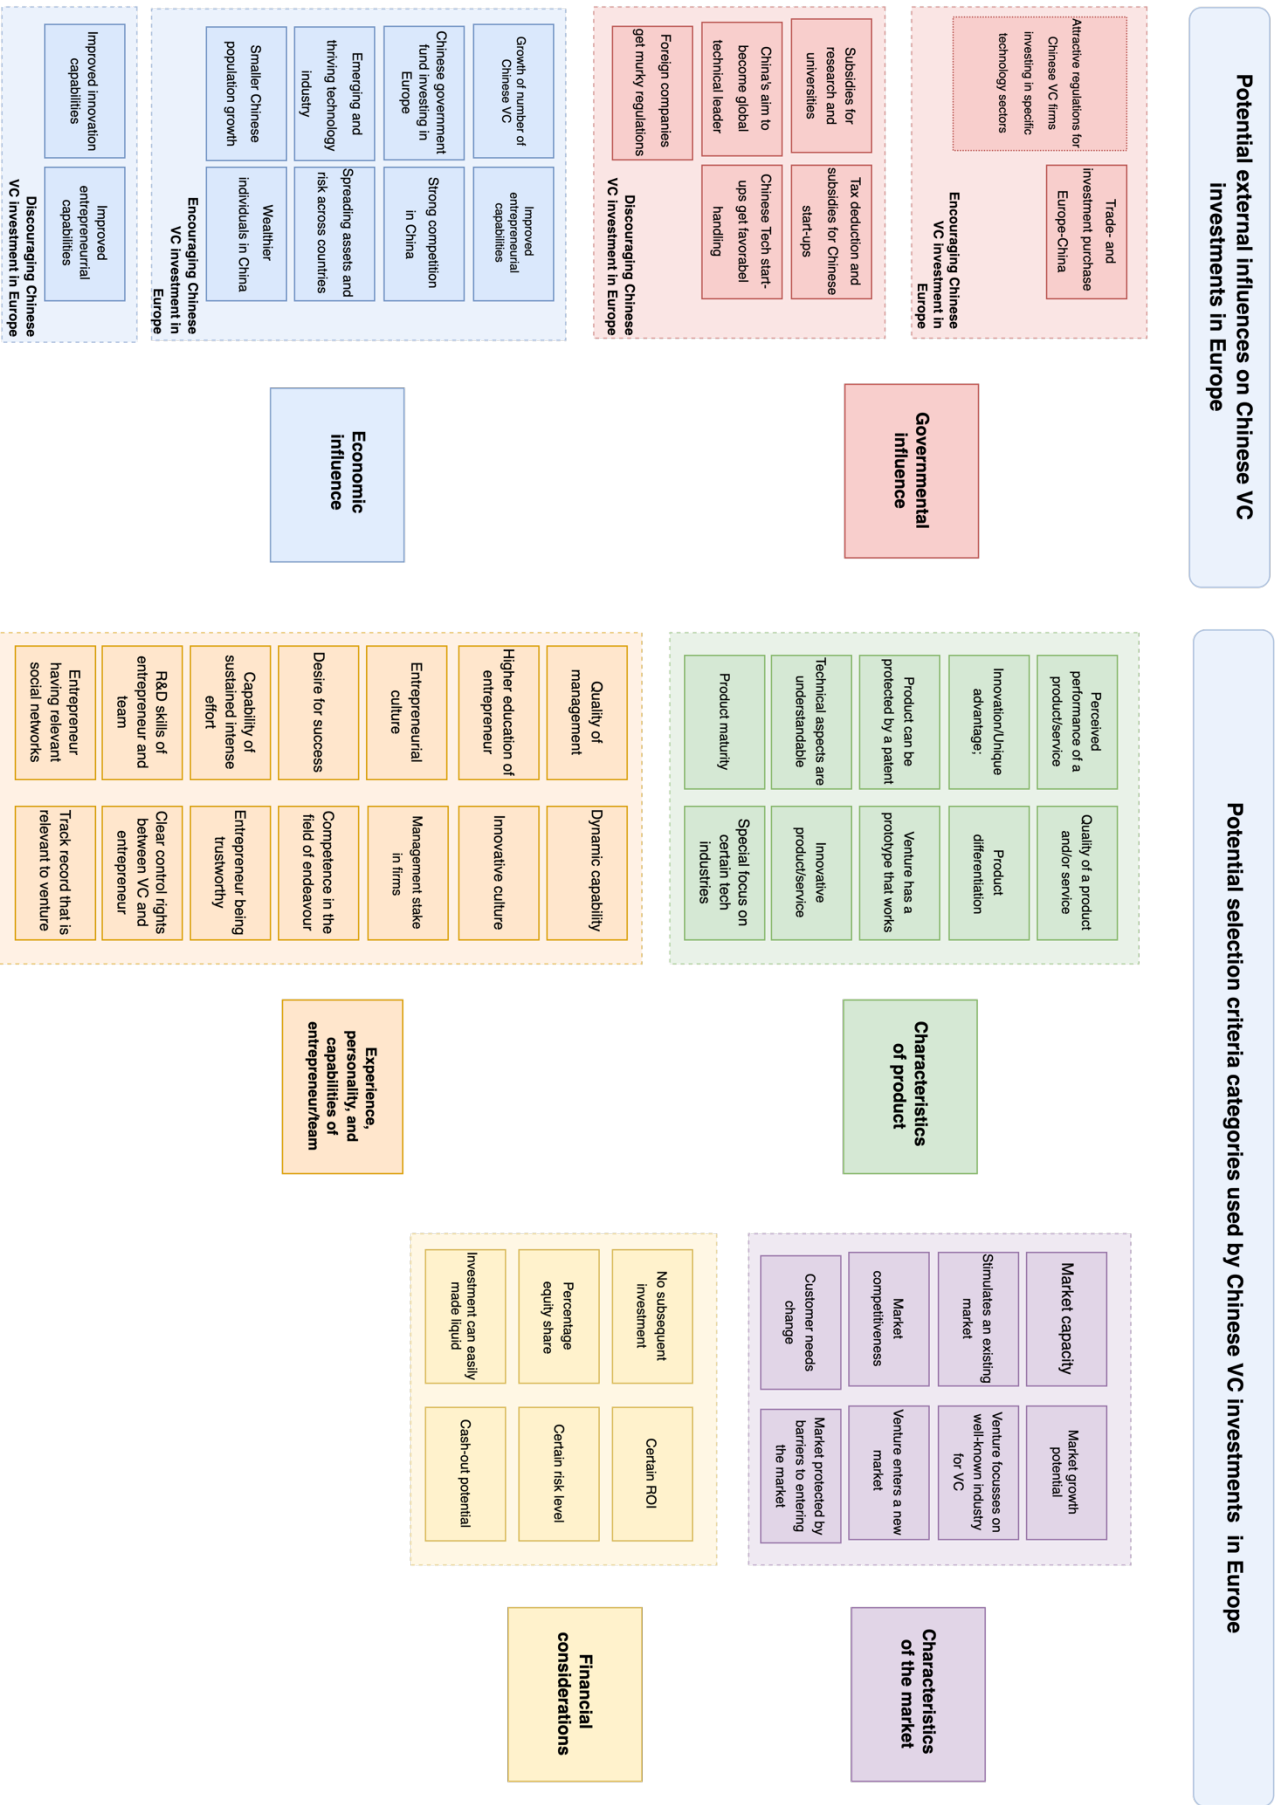 Potential external influences on Chinese VC
investments in Europe
Attractive regulations for
Chinese VC firms
investing in specific
technology sectors
Trade- and
investment purchase
Europe-China
Encouraging Chinese
VC investment in
Europe
Subsidies for
research and
universities
Tax deduction and
subsidies for Chinese
start-ups
China's aim to
become global
technical leader
Chinese Tech start-
ups get favorabel
handling
Foreign companies
get murky regulations
Discouraging Chinese
VC investment in Europe
Governmental
influence
Growth of number of
Chinese VC
Improved
entrepreneurial
capabilities
Chinese government
fund investing in
Europe
Strong competition
in China
Emerging and
thriving technology
industry
Spreading assets and
risk across countries
Smaller Chinese
population growth
Wealthier
individuals in China
Encouraging Chinese
VC investment in
Europe
Improved innovation
capabilities
Improved
entrepreneurrial
capabilities
Discouraging Chinese
VC investment in Europe
Economic
influence
Potential selection criteria categories used by Chinese VC investments in Europe
Perceived
performance of a
product/service
Quality of a product
and/or service
Innovation/Unique
advantage;
Product
differentiation
Product can be
protected by a patent
Venture has a
prototype that works
Technical aspects are
understandable
Innovative
product/service
Product maturity
Special focus on
certain tech
industries
Characteristics
of product
Quality of
management
Dynamic capability
Higher education of
entrepreneur
Innovative culture
Entrepreneurial
culture
Management stake
in firms
Desire for success
Competence in the
field of endeavour
Capability of
sustained intense
effort
Entrepreneur being
trustworthy
R&D skills of
entrepreneur and
team
Clear control rights
between VC and
entrepreneur
Entrepreneur
having relevant
social networks
Track record that is
relevant to venture
Experience,
personality, and
capabilities of
entrepreneur/team
Market capacity
Market growth
potential
Stimulates an existing
market
Venture focusses on
well-known industry
for VC
Market
competitiveness
Venture enters a new
market
Customer needs
change
Market protected by
barriers to entering
the market
Characteristics
of the market
No subsequent
investment
Certain ROI
Percentage
equity share
Certain risk level
Investment can easily
made liquid
Cash-out potential
Financial
considerations